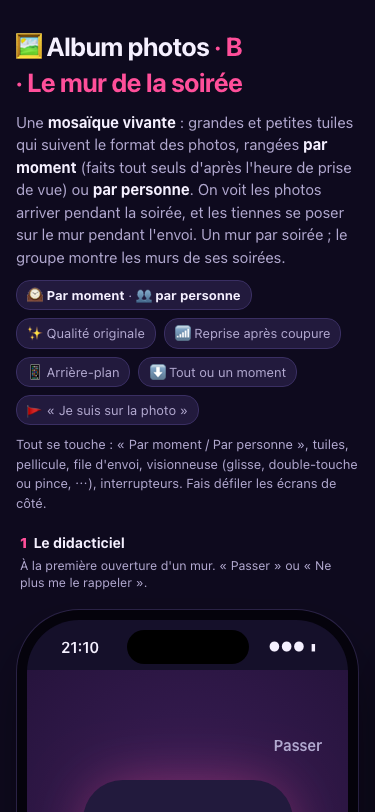 Album photos · B
· Le mur de la soirée
Une mosaïque vivante : grandes et petites tuiles
qui suivent le format des photos, rangées par
moment (faits tout seuls d'après l'heure de prise
de vue) ou par personne. On voit les photos
arriver pendant la soirée, et les tiennes se poser
sur le mur pendant l'envoi. Un mur par soirée ; le
groupe montre les murs de ses soirées.
Par moment · par personne
Qualité originale
Reprise après coupure
Arrière-plan
Tout ou un moment
« Je suis sur la photo »
Tout se touche : « Par moment / Par personne », tuiles,
pellicule, file d'envoi, visionneuse (glisse, double-touche
ou pince, ⋯), interrupteurs. Fais défiler les écrans de
côté.
1 Le didacticiel
À la première ouverture d'un mur. « Passer » ou « Ne
plus me le rappeler ».
21:10
Passer